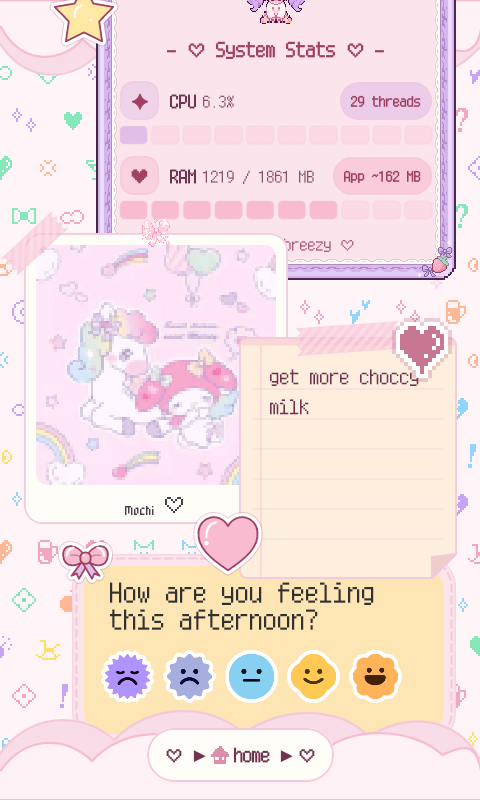 - ♡ System Stats ♡ -
CPU 6.3%
29 threads
RAM 1219 / 1861 MB
App ~162 MB
breezy ♡
get more choccy
milk
Mochi ♡
How are you feeling
this afternoon?
♡ ▶ home ▶ ♡